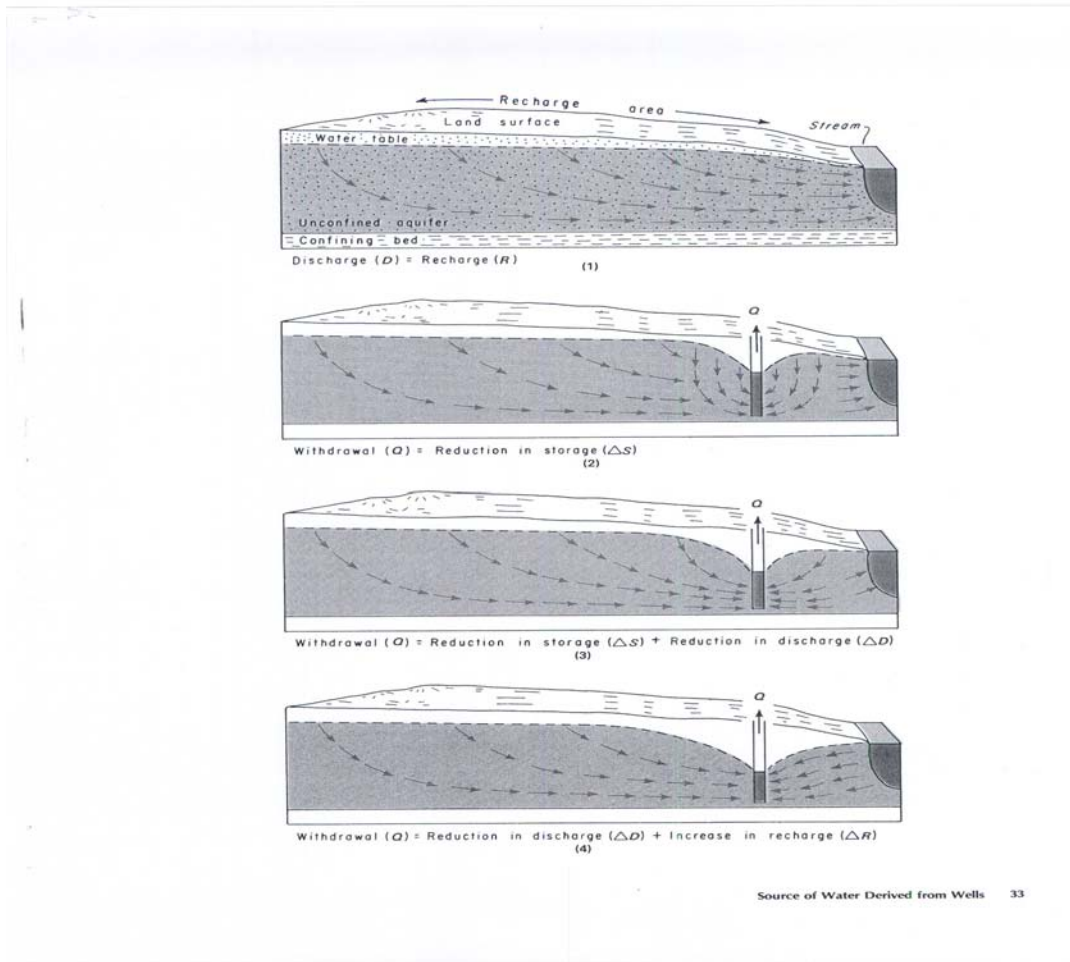 Recharge area
Land surface
Stream
Water table
Unconfined aquifer
Confining bed
Discharge (D) = Recharge (R)
(1)
Q
Withdrawal (Q) = Reduction in storage (△S)
(2)
Q
Withdrawal (Q) = Reduction in storage (△S) + Reduction in discharge (△D)
(3)
Q
Withdrawal (Q) = Reduction in discharge (△D) + Increase in recharge (△R)
(4)
Source of Water Derived from Wells 33